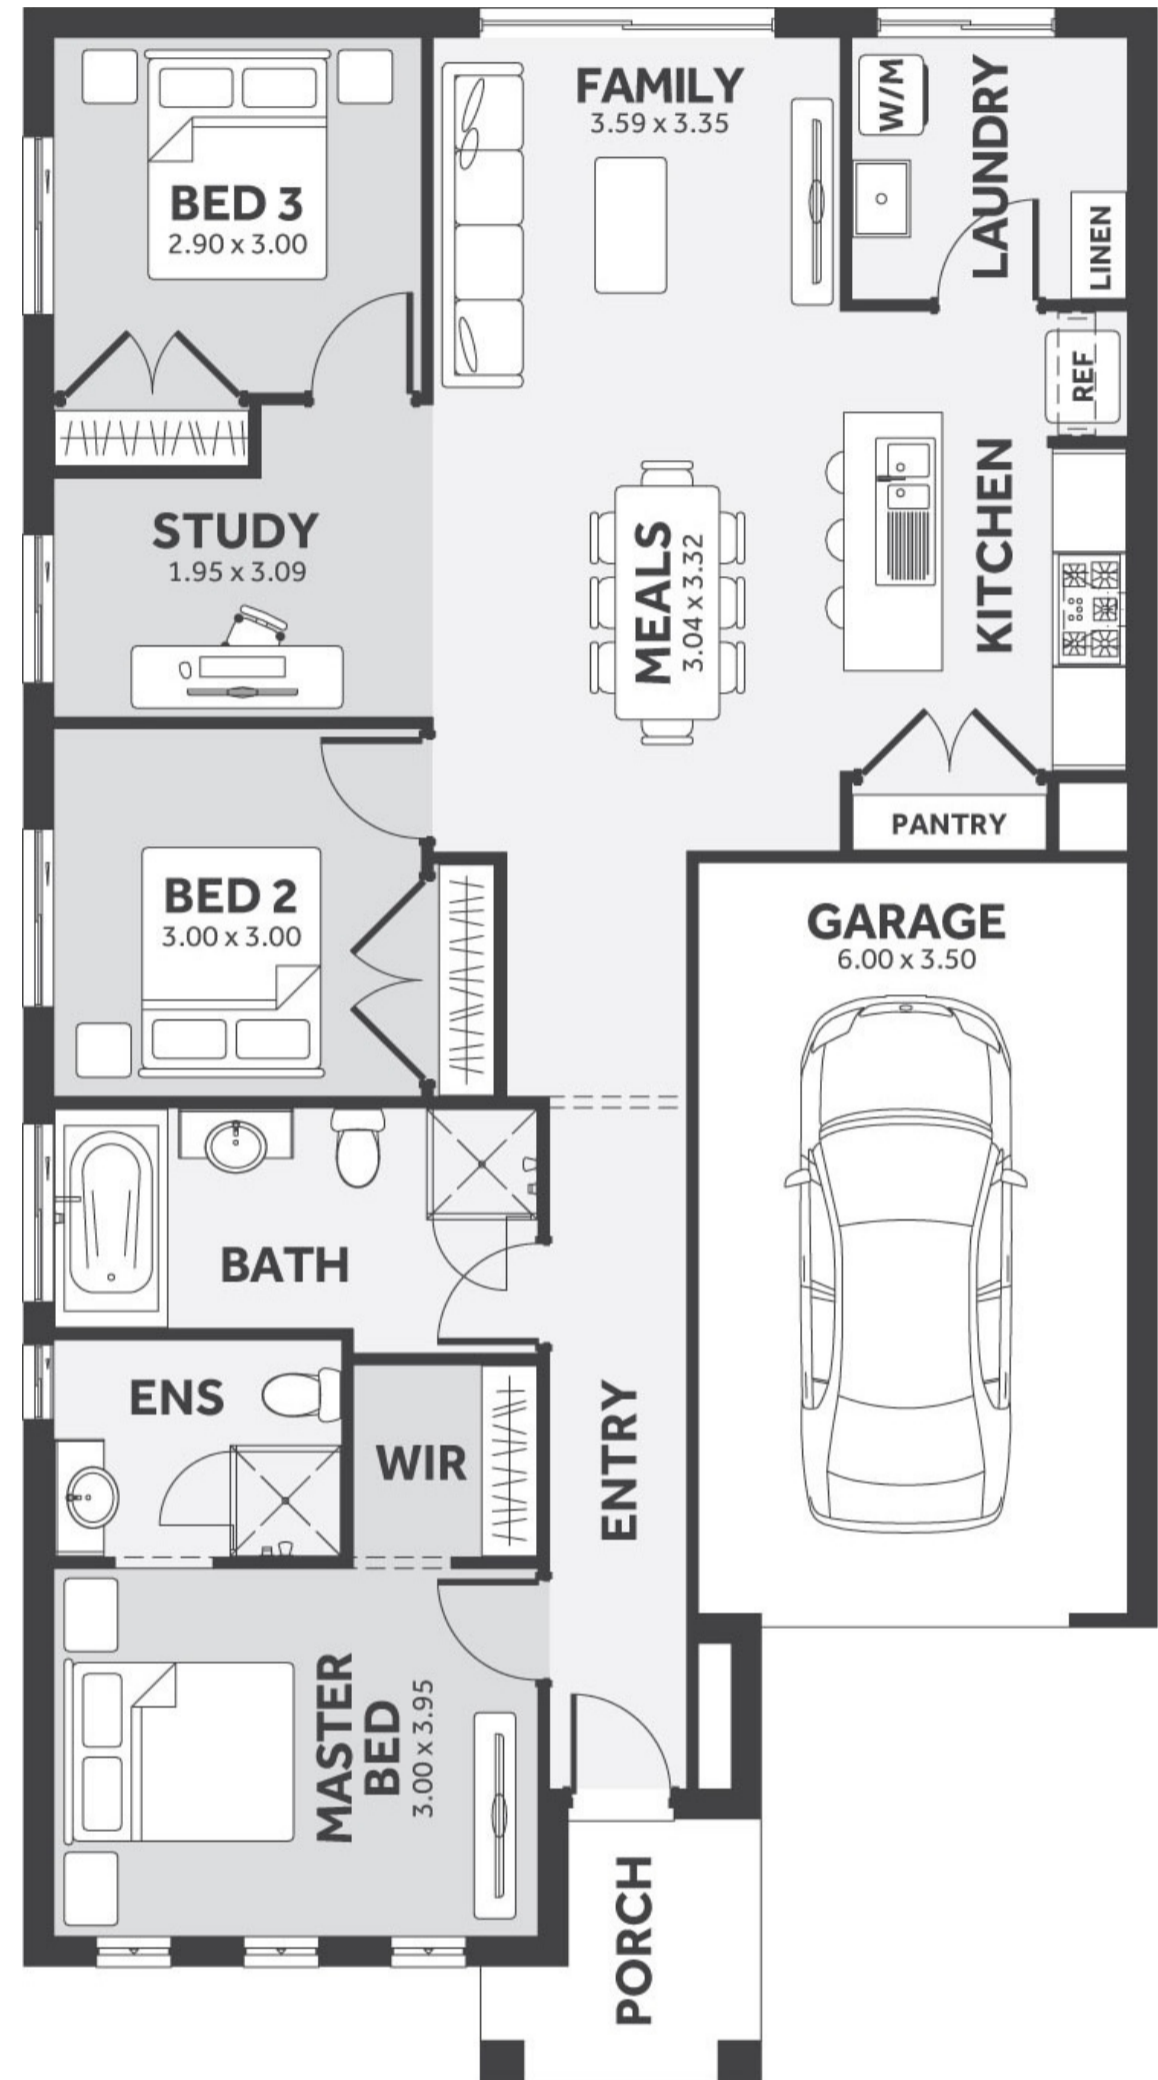 FAMILY
3.59 x 3.35
W/M
LAUNDRY
LINEN
BED 3
2.90 x 3.00
REF
STUDY
1.95 x 3.09
MEALS
3.04 x 3.32
KITCHEN
PANTRY
BED 2
3.00 x 3.00
GARAGE
6.00 x 3.50
BATH
ENS
WIR
ENTRY
MASTER
BED
3.00 x 3.95
PORCH